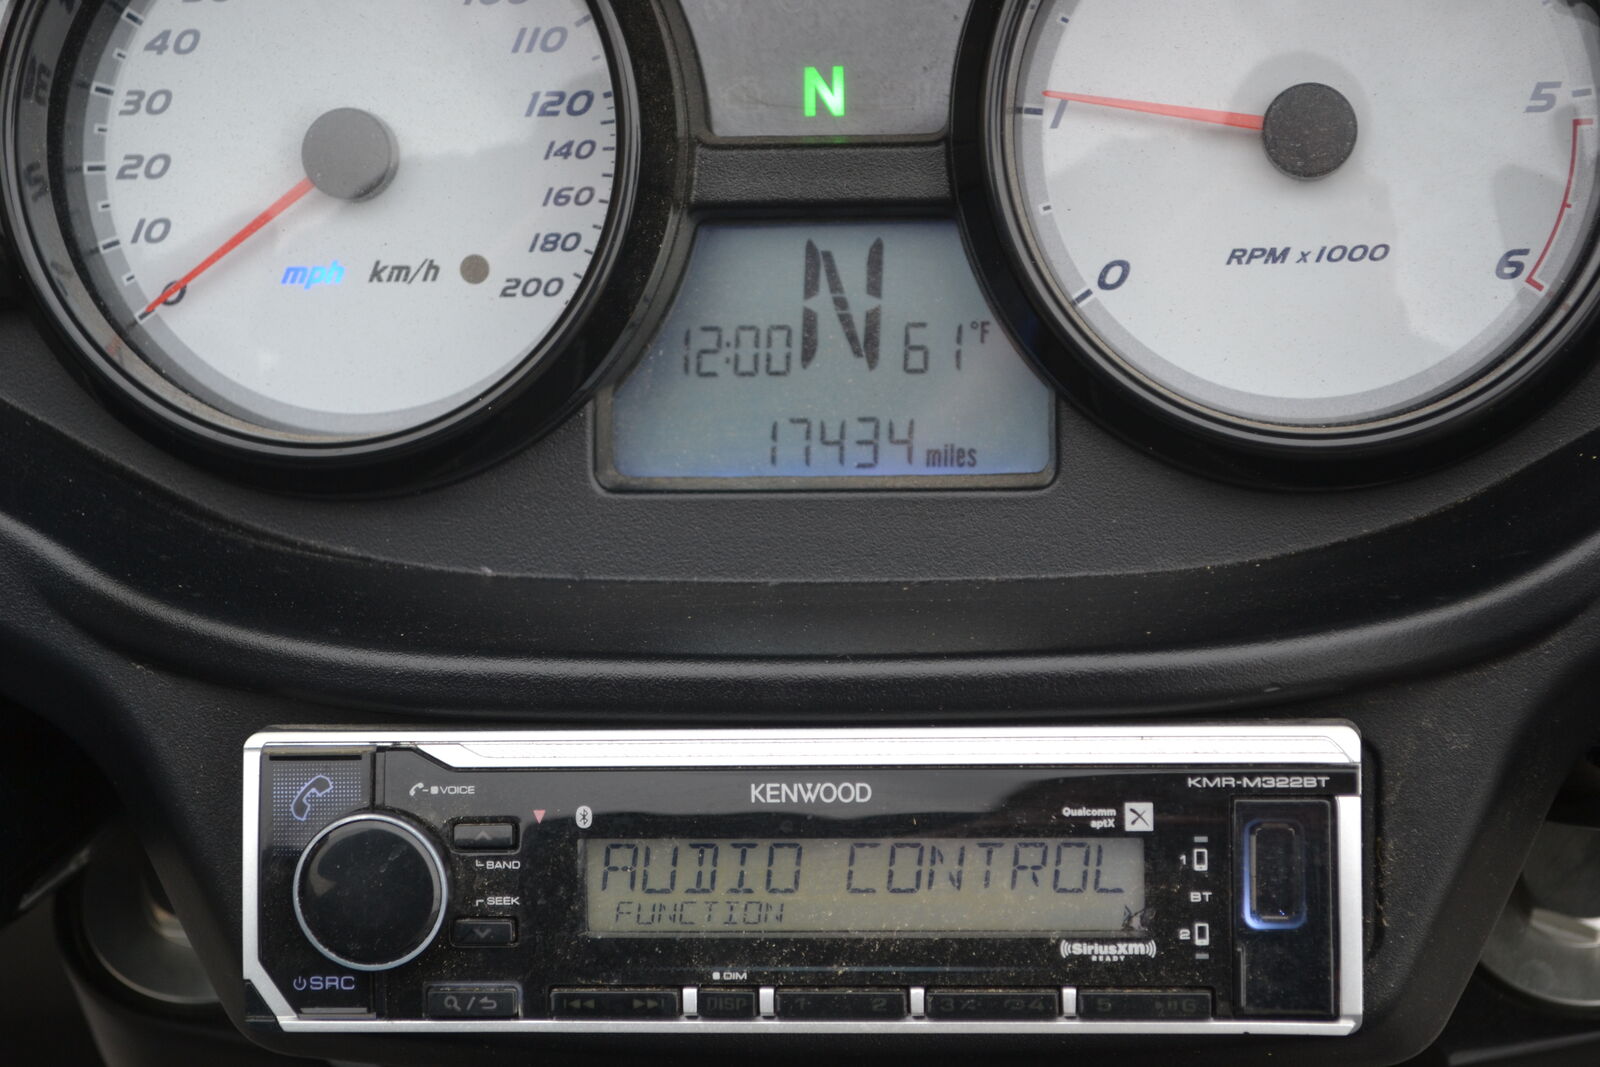 40
30
20
10
0
110
120
140
160
180
200
mph km/h
N
N
12:00
61°F
17434 miles
1
0
5
6
RPM x1000
KENWOOD
KMR-M322BT
VOICE
BAND
SEEK
SRC
Qualcomm
aptX
AUDIO CONTROL
FUNCTION
1
BT
2
((SiriusXM))
READY
DIM
DISP
1 2 3 4 5 6